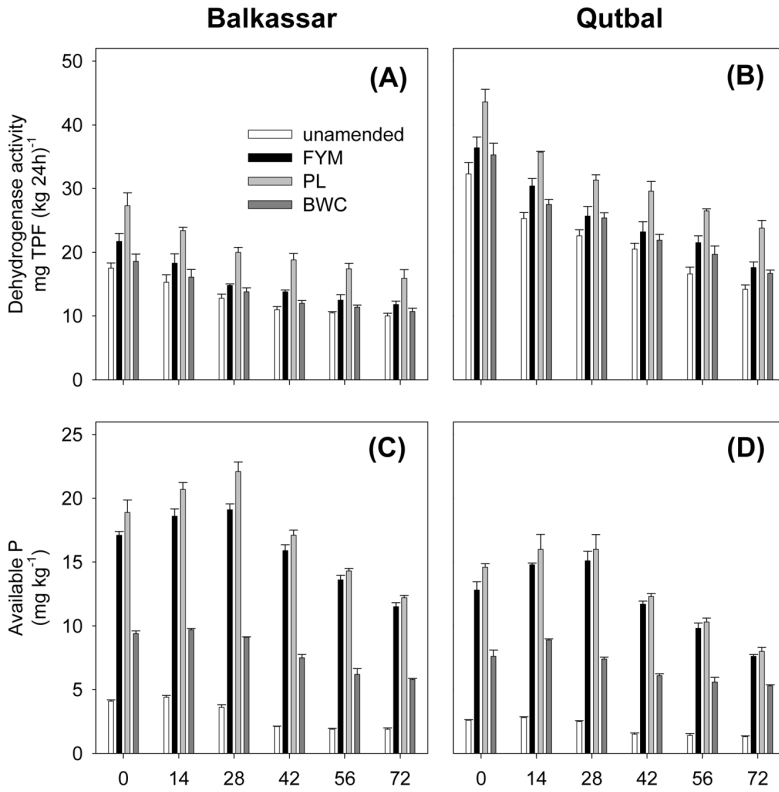 Balkassar Qutbal
Dehydrogenase activity
mg TPF (kg 24h)⁻¹
50
40
30
20
10
0
(A)
unamended
FYM
PL
BWC
(B)
Available P
(mg kg⁻¹)
25
20
15
10
5
0
(C)
(D)
0 14 28 42 56 72
0 14 28 42 56 72